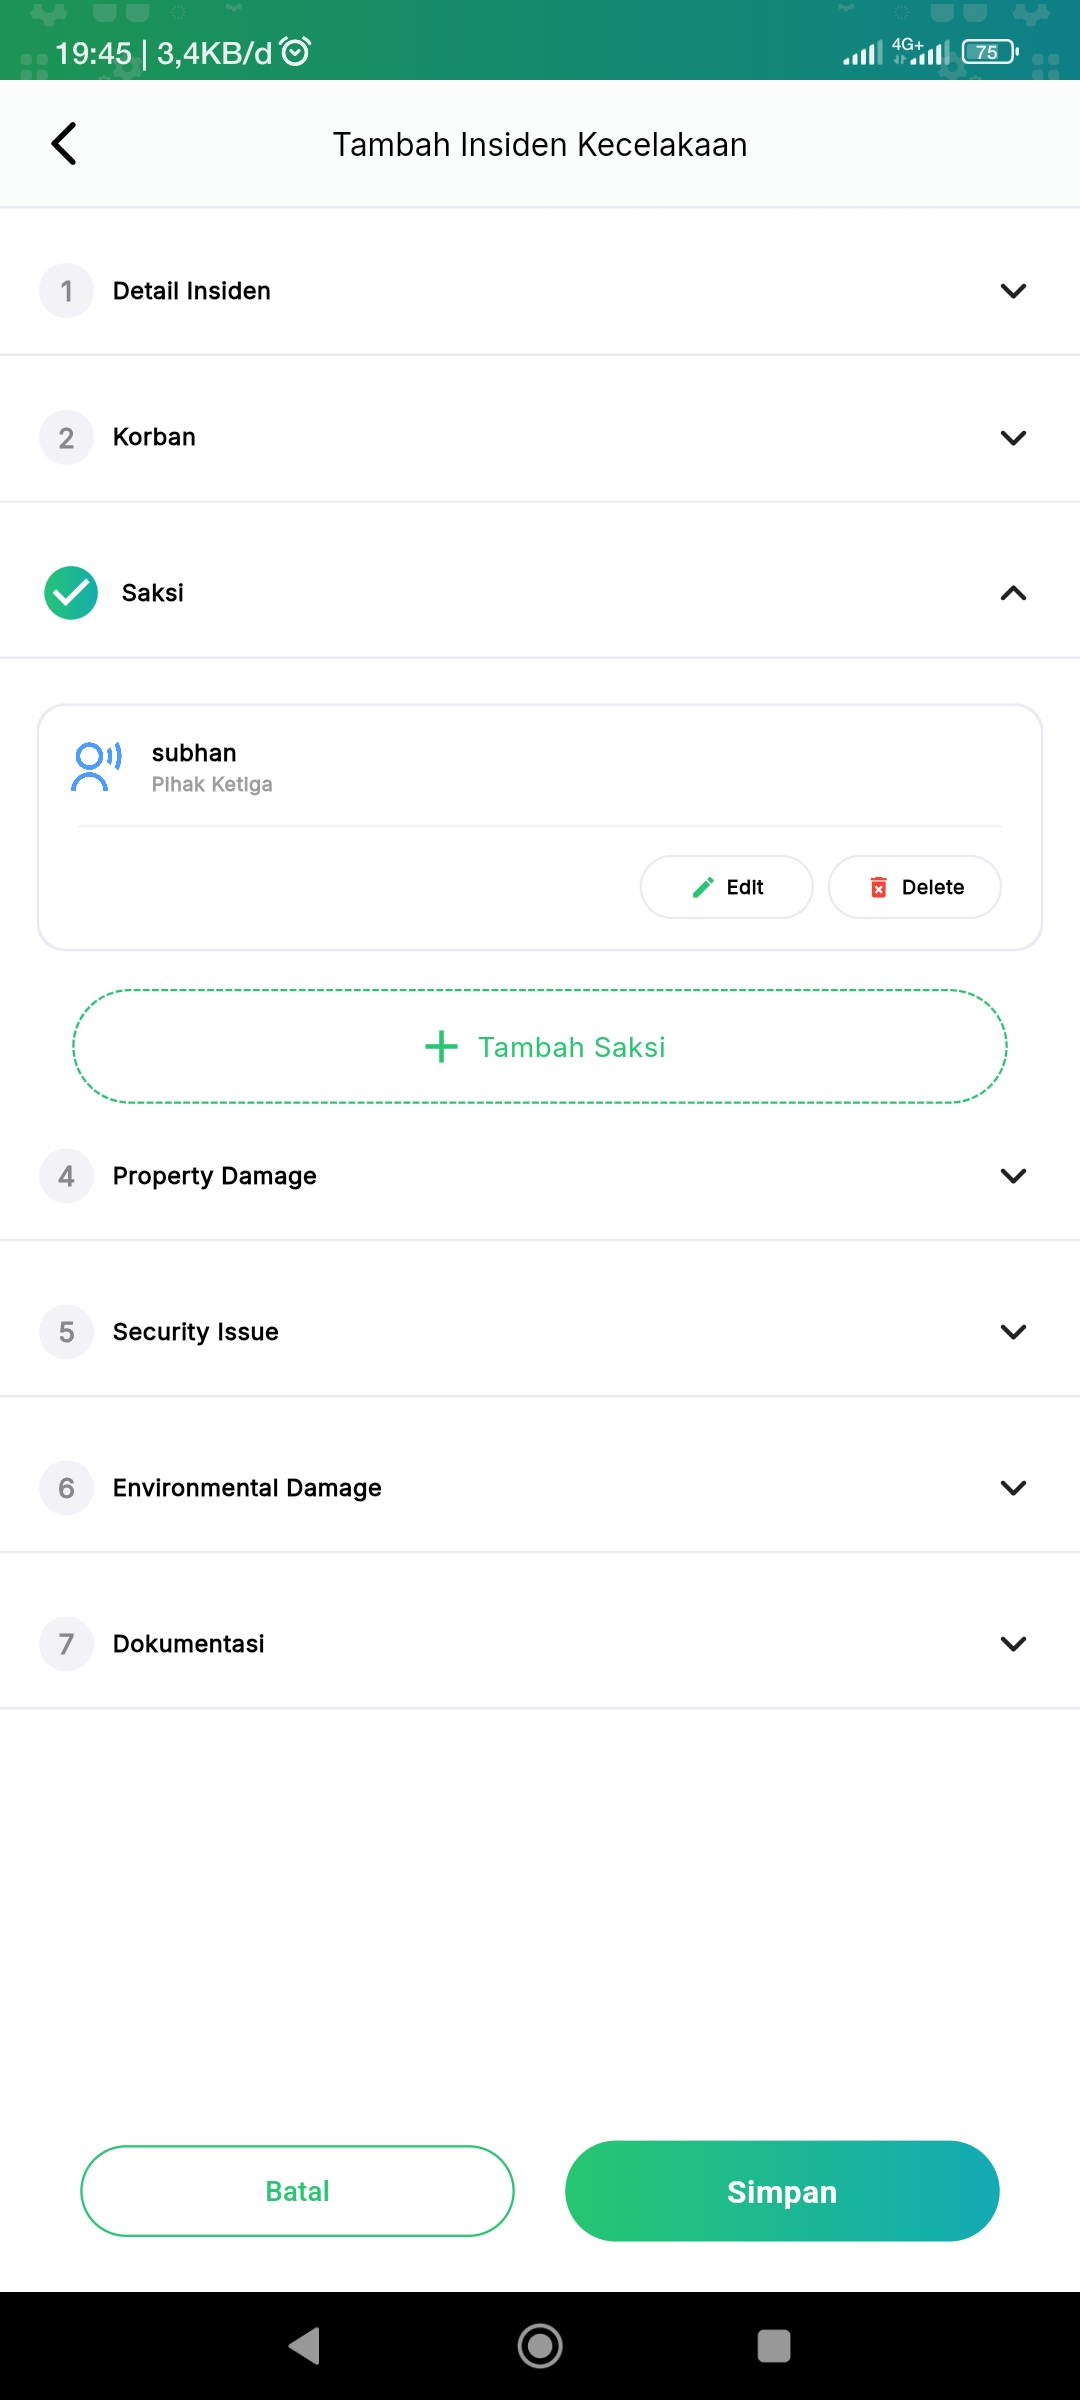 19:45 | 3,4KB/d
4G+
75
Tambah Insiden Kecelakaan
1 Detail Insiden
2 Korban
Saksi
subhan
Pihak Ketiga
Edit
Delete
+ Tambah Saksi
4 Property Damage
5 Security Issue
6 Environmental Damage
7 Dokumentasi
Batal
Simpan